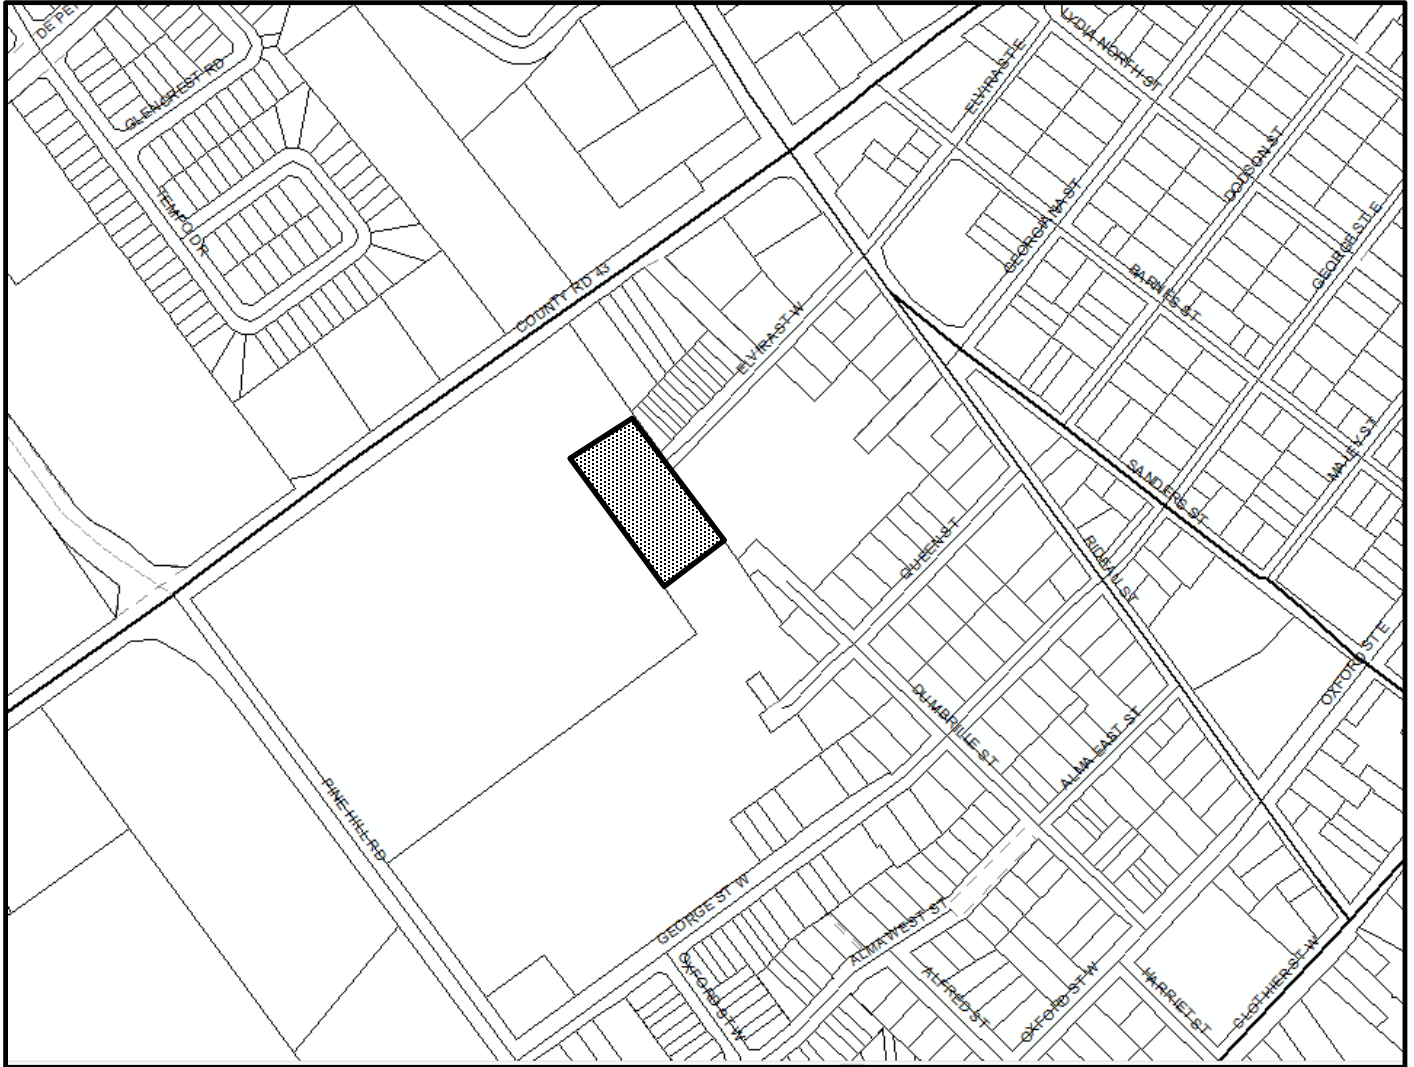 DE PE
GLENCREST RD
TEMPO DR
COUNTY RD 43
ELVIRA ST E
LYDIA NORTH ST
DODSON ST
GEORGIANA ST
GEORGE ST E
BARNES ST
ELVIRA ST W
MALEY ST
SANDERS ST
QUEEN ST
RIDEAU ST
OXFORD ST E
DUMBRILLE ST
ALMA EAST ST
PINE HILL RD
GEORGE ST W
ALMA WEST ST
OXFORD ST W
ALFRED ST
OXFORD ST W
HARRIET ST
CLOTHIER ST W